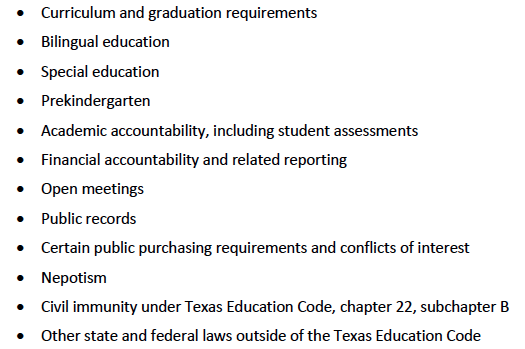 • Curriculum and graduation requirements
• Bilingual education
• Special education
• Prekindergarten
• Academic accountability, including student assessments
• Financial accountability and related reporting
• Open meetings
• Public records
• Certain public purchasing requirements and conflicts of interest
• Nepotism
• Civil immunity under Texas Education Code, chapter 22, subchapter B
• Other state and federal laws outside of the Texas Education Code